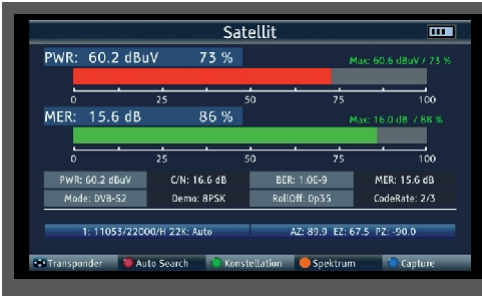 Satellit
PWR: 60.2 dBuV 73 % Max: 60.6 dBuV / 73 %
0 25 50 75 100
MER: 15.6 dB 86 % Max: 16.0 dB / 88 %
0 25 50 75 100
PWR: 60.2 dBuV C/N: 16.6 dB BER: 1.0E-9 MER: 15.6 dB
Mode: DVB-S2 Demo: 8PSK RollOff: 0p35 CodeRate: 2/3
1: 11053/22000/H 22K: Auto AZ: 89.9 EZ: 67.5 PZ: -90.0
Transponder Auto Search Konstellation Spektrum Capture